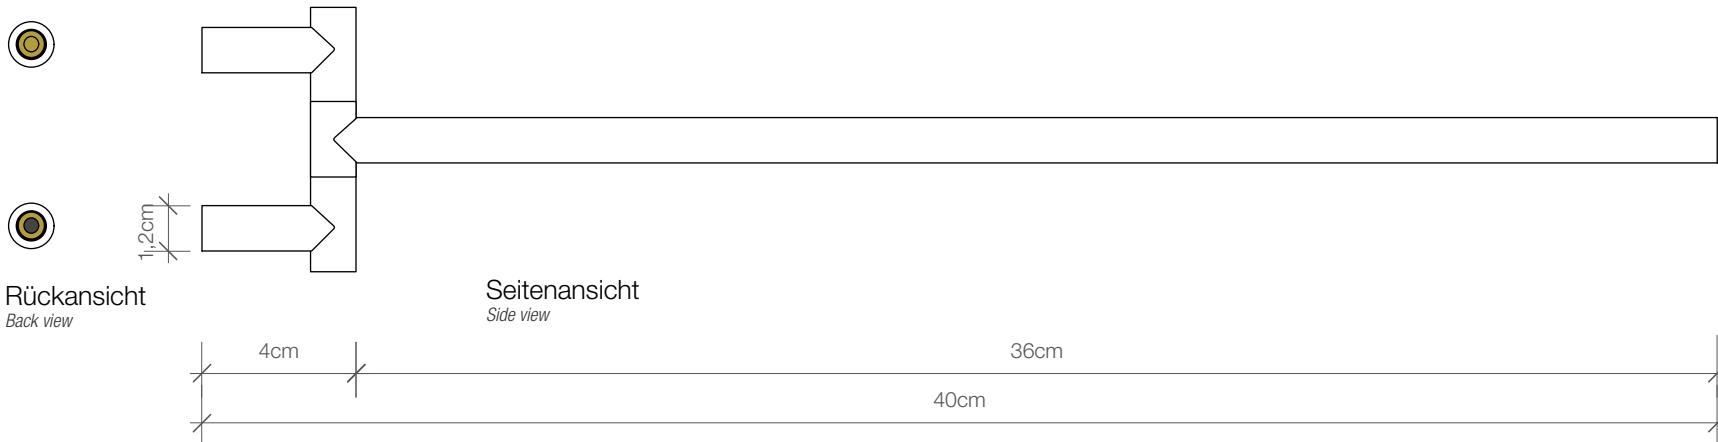 1,2cm
Rückansicht
Back view
Seitenansicht
Side view
4cm
36cm
40cm